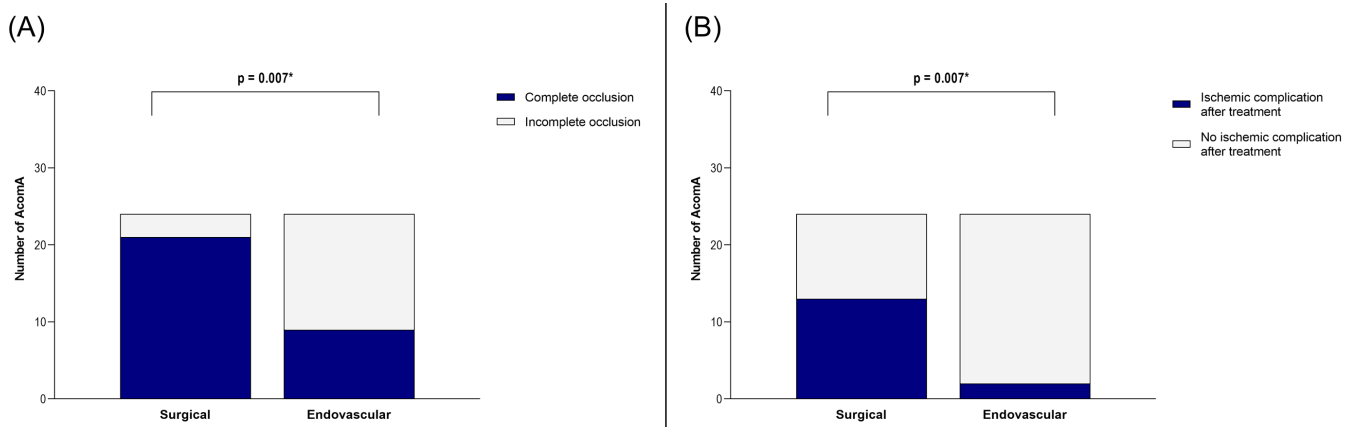 (A)
p = 0.007*
Number of AcomA
40
30
20
10
0
Surgical
Endovascular
Complete occlusion
Incomplete occlusion
(B)
p = 0.007*
Number of AcomA
40
30
20
10
0
Surgical
Endovascular
Ischemic complication
after treatment
No ischemic complication
after treatment